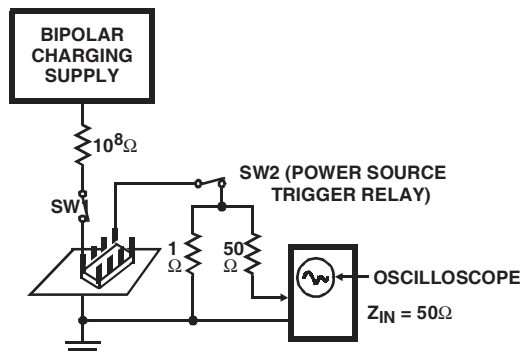 BIPOLAR
CHARGING
SUPPLY
10⁸Ω
SW1
SW2 (POWER SOURCE
TRIGGER RELAY)
1
Ω
50
Ω
OSCILLOSCOPE
Z_IN = 50Ω